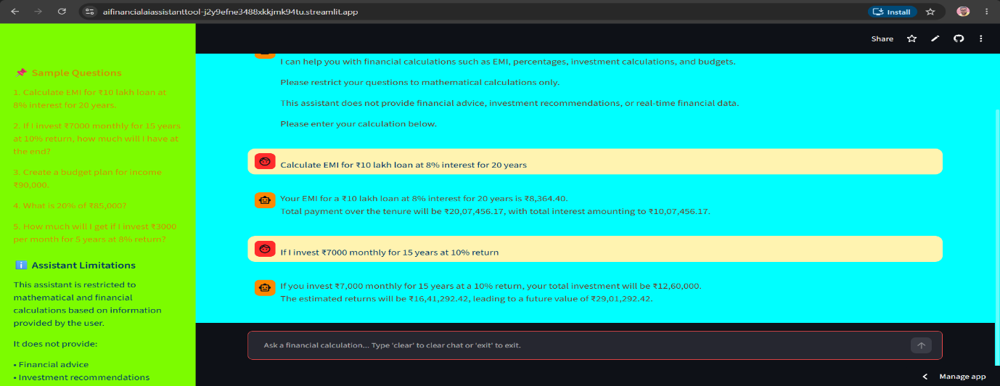 aifinancialaiassistanttool-j2y9efne3488xkkjmk94tu.streamlit.app
Install
Share
📌 Sample Questions
1. Calculate EMI for ₹10 lakh loan at
8% interest for 20 years.
2. If I invest ₹7000 monthly for 15 years
at 10% return, how much will I have at
the end?
3. Create a budget plan for income
₹90,000.
4. What is 20% of ₹85,000?
5. How much will I get if I invest ₹3000
per month for 5 years at 8% return?
ℹ️ Assistant Limitations
This assistant is restricted to
mathematical and financial
calculations based on information
provided by the user.
It does not provide:
• Financial advice
• Investment recommendations
I can help you with financial calculations such as EMI, percentages, investment calculations, and budgets.
Please restrict your questions to mathematical calculations only.
This assistant does not provide financial advice, investment recommendations, or real-time financial data.
Please enter your calculation below.
Calculate EMI for ₹10 lakh loan at 8% interest for 20 years
Your EMI for a ₹10 lakh loan at 8% interest for 20 years is ₹8,364.40.
Total payment over the tenure will be ₹20,07,456.17, with total interest amounting to ₹10,07,456.17.
If I invest ₹7000 monthly for 15 years at 10% return
If you invest ₹7,000 monthly for 15 years at a 10% return, your total investment will be ₹12,60,000.
The estimated returns will be ₹16,41,292.42, leading to a future value of ₹29,01,292.42.
Ask a financial calculation... Type 'clear' to clear chat or 'exit' to exit.
Manage app